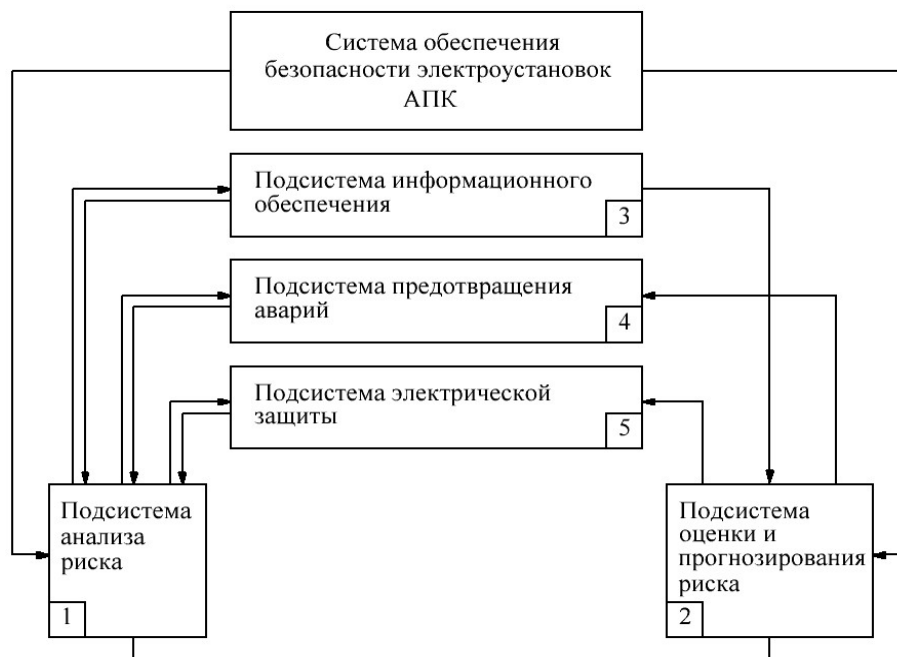 Система обеспечения
безопасности электроустановок
АПК
Подсистема информационного
обеспечения
3
Подсистема предотвращения
аварий
4
Подсистема электрической
защиты
5
Подсистема
анализа
риска
1
Подсистема
оценки и
прогнозирования
риска
2